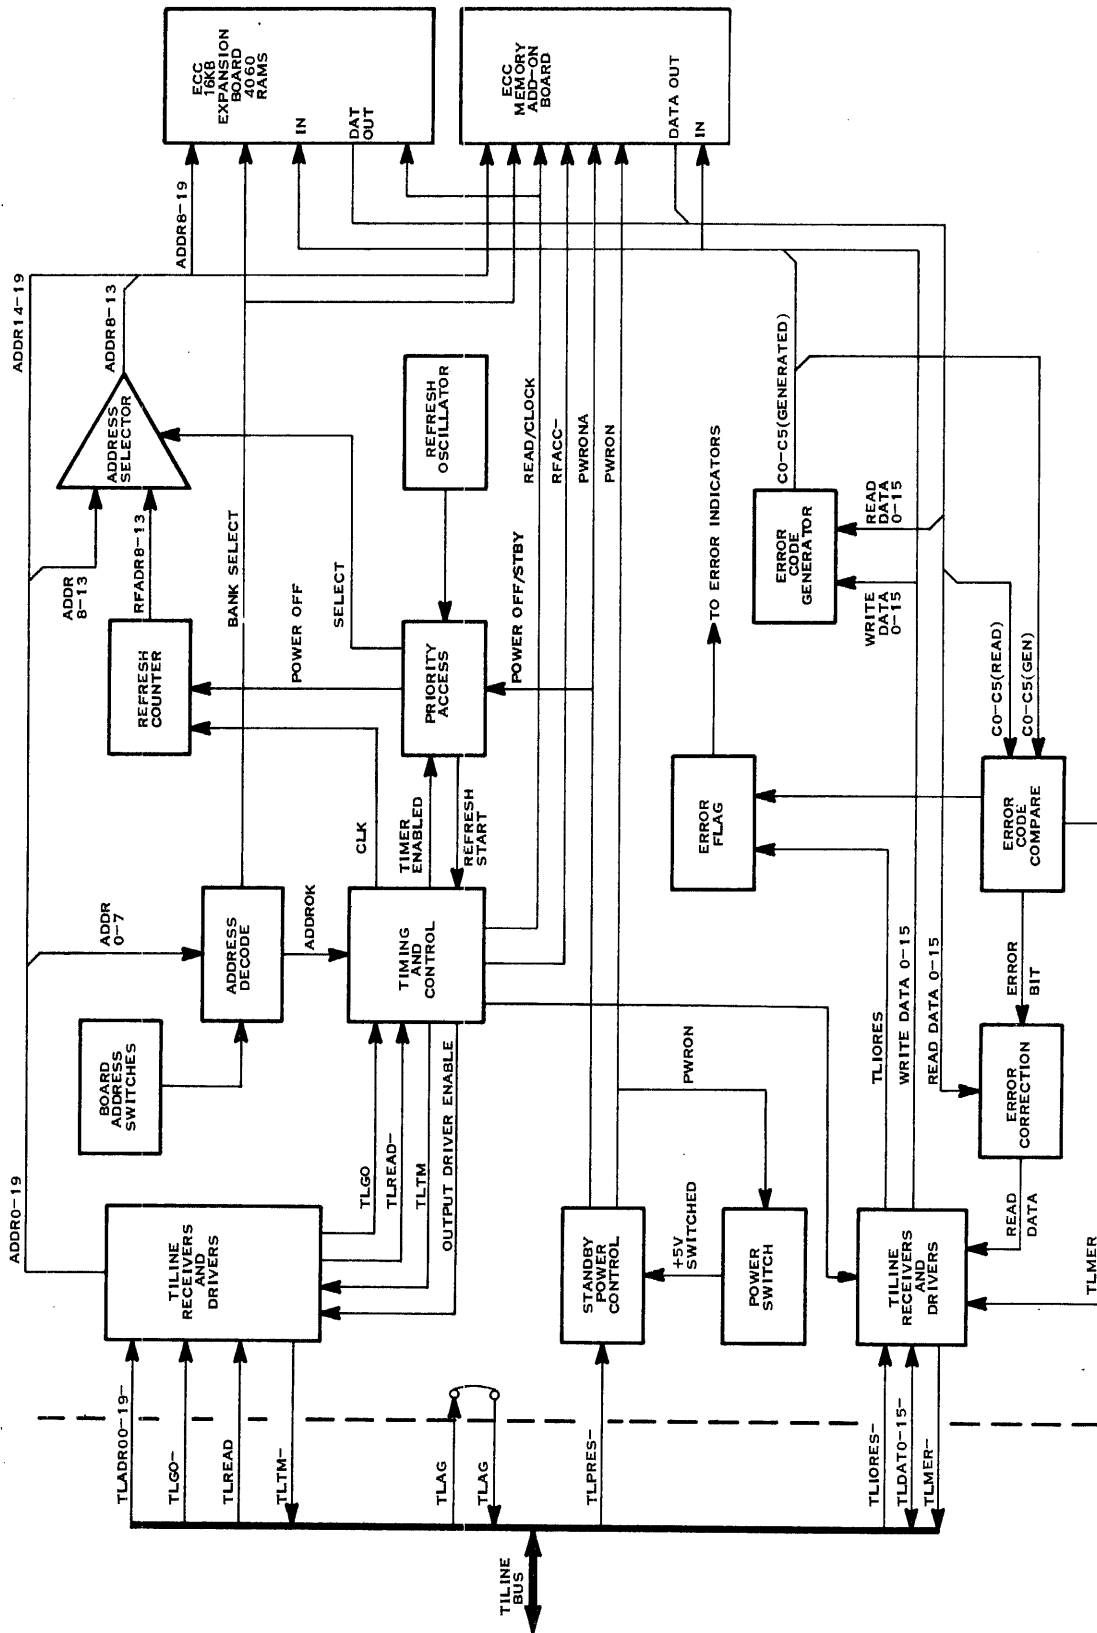 TILINE
BUS
TLADR00-19-
TLGO-
TLREAD
TLTM-
TLAG
TLAG
TLPRES-
TLIORES-
TLDAT0-15-
TLMER-
ADDR0-19
TILINE
RECEIVERS
AND
DRIVERS
TLGO
TLREAD-
TLTM
OUTPUT DRIVER ENABLE
STANDBY
POWER
CONTROL
+5V
SWITCHED
POWER
SWITCH
PWRON
TILINE
RECEIVERS
AND
DRIVERS
READ
DATA
TLMER
BOARD
ADDRESS
SWITCHES
ADDR
0-7
ADDRESS
DECODE
ADDROK
TIMING
AND
CONTROL
TLIORES
WRITE DATA 0-15
READ DATA 0-15
ERROR
CORRECTION
ERROR
BIT
CLK
TIMER
ENABLED
REFRESH
START
ERROR
FLAG
ERROR
CODE
COMPARE
REFRESH
COUNTER
POWER OFF
PRIORITY
ACCESS
POWER OFF/STBY
TO ERROR INDICATORS
C0-C5(READ)
C0-C5(GEN)
ADDR
8-13
RFADR8-13
BANK SELECT
SELECT
REFRESH
OSCILLATOR
READ/CLOCK
RFACC-
PWRONA
PWRON
WRITE
DATA
0-15
ERROR
CODE
GENERATOR
READ
DATA
0-15
C0-C5(GENERATED)
ADDRESS
SELECTOR
ADDR14-19
ADDR8-13
ADDR8-19
ECC
16KB
EXPANSION
BOARD
4060
RAMS
IN
DAT
OUT
ECC
MEMORY
ADD-ON
BOARD
DATA OUT
IN